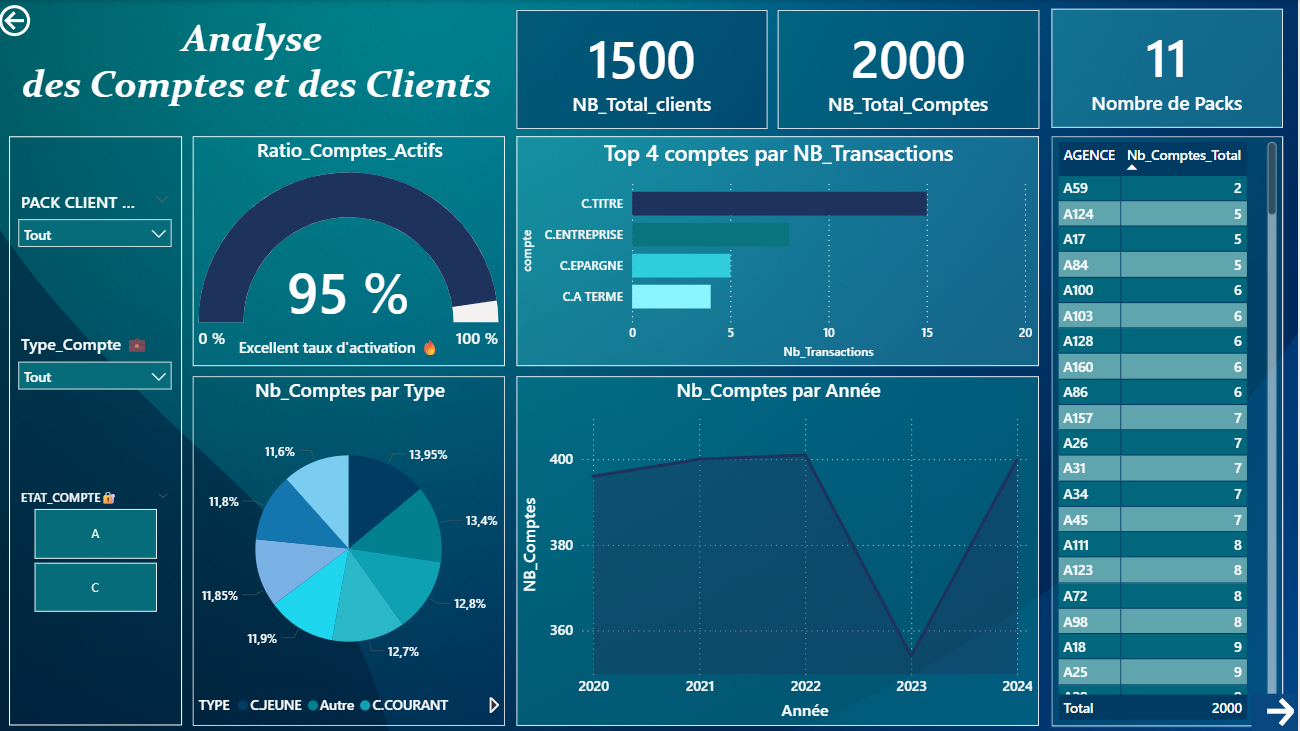 Analyse
des Comptes et des Clients
1500
NB_Total_clients
2000
NB_Total_Comptes
11
Nombre de Packs
PACK CLIENT ...
Tout
Type_Compte
Tout
ETAT_COMPTE
A
C
Ratio_Comptes_Actifs
95 %
0 %
100 %
Excellent taux d'activation
Top 4 comptes par NB_Transactions
compte
C.TITRE
C.ENTREPRISE
C.EPARGNE
C.A TERME
0 5 10 15 20
Nb_Transactions
Nb_Comptes par Type
13,95%
13,4%
12,8%
12,7%
11,9%
11,85%
11,8%
11,6%
TYPE C.JEUNE Autre C.COURANT
Nb_Comptes par Année
NB_Comptes
400
380
360
2020 2021 2022 2023 2024
Année
AGENCE Nb_Comptes_Total
A59 2
A124 5
A17 5
A84 5
A100 6
A103 6
A128 6
A160 6
A86 6
A157 7
A26 7
A31 7
A34 7
A45 7
A111 8
A123 8
A72 8
A98 8
A18 9
A25 9
Total 2000